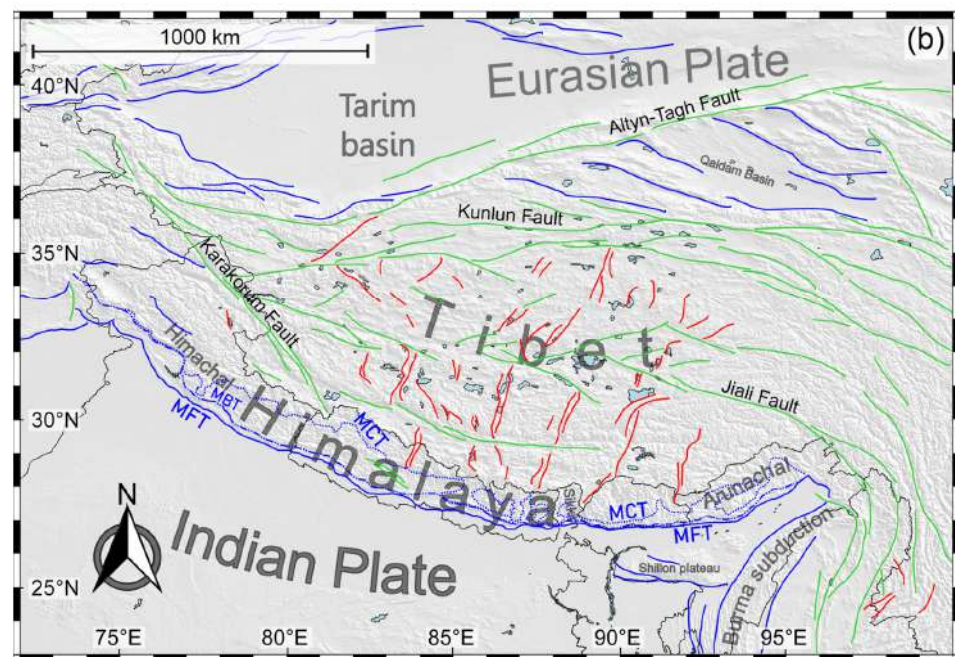 1000 km
(b)
40°N
35°N
30°N
25°N
75°E
80°E
85°E
90°E
95°E
Eurasian Plate
Tarim
basin
Altyn-Tagh Fault
Qaidam Basin
Kunlun Fault
Karakorum Fault
Tibet
Himachal
MBT
MFT
MCT
Himalaya
Jiali Fault
Arunachal
MCT
MFT
N
Indian Plate
Shillon plateau
Burma subduction